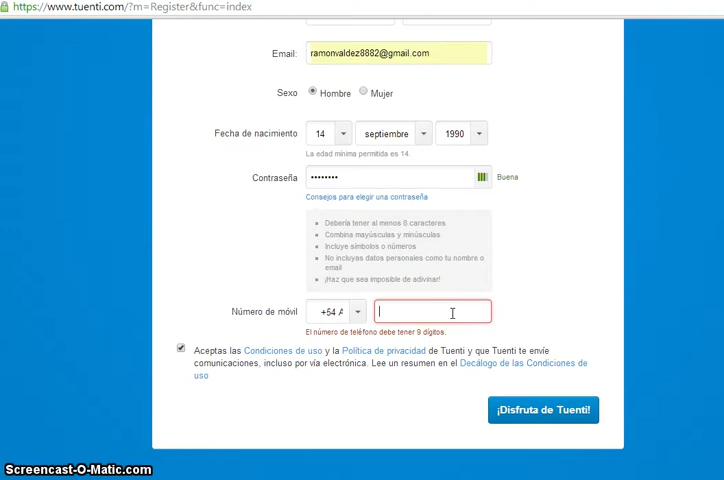 https://www.tuenti.com/?m=Register&func=index
Email: ramonvaldez8882@gmail.com
Sexo Hombre Mujer
Fecha de nacimiento 14 septiembre 1990
La edad mínima permitida es 14.
Contraseña •••••••• Buena
Consejos para elegir una contraseña
Debería tener al menos 8 caracteres
Combina mayúsculas y minúsculas
Incluye símbolos o números
No incluyas datos personales como tu nombre o
email
¡Haz que sea imposible de adivinar!
Número de móvil +54 A
El número de teléfono debe tener 9 dígitos.
Aceptas las Condiciones de uso y la Política de privacidad de Tuenti y que Tuenti te envíe
comunicaciones, incluso por vía electrónica. Lee un resumen en el Decálogo de las Condiciones de
uso
¡Disfruta de Tuenti!
Screencast-O-Matic.com